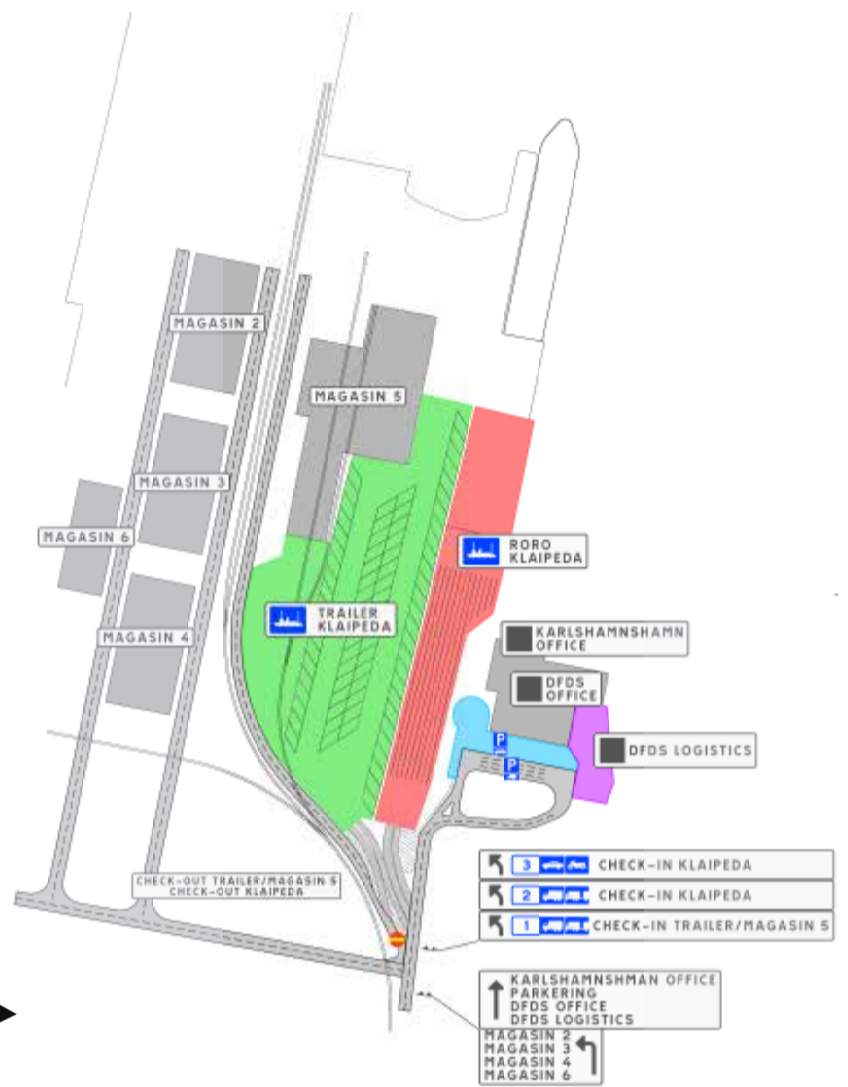 MAGASIN 2
MAGASIN 5
MAGASIN 3
MAGASIN 6
RORO
KLAIPEDA
TRAILER
KLAIPEDA
MAGASIN 4
KARLSHAMNSHAMN
OFFICE
DFDS
OFFICE
P
DFDS LOGISTICS
P
CHECK-OUT TRAILER/MAGASIN 5
CHECK-OUT KLAIPEDA
3 CHECK-IN KLAIPEDA
2 CHECK-IN KLAIPEDA
1 CHECK-IN TRAILER/MAGASIN 5
KARLSHAMNSHMAN OFFICE
PARKERING
DFDS OFFICE
DFDS LOGISTICS
MAGASIN 2
MAGASIN 3
MAGASIN 4
MAGASIN 6